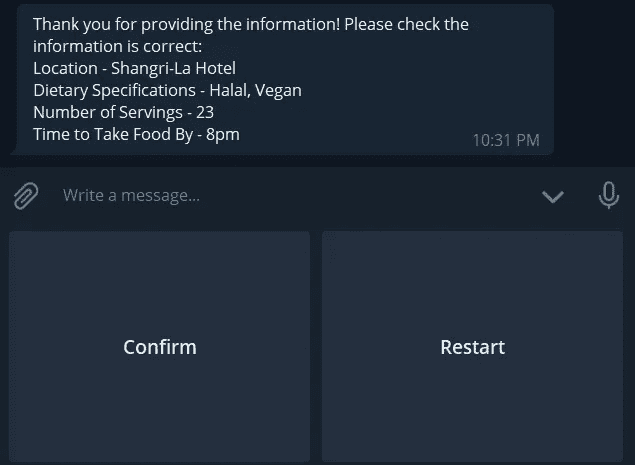 Thank you for providing the information! Please check the
information is correct:
Location - Shangri-La Hotel
Dietary Specifications - Halal, Vegan
Number of Servings - 23
Time to Take Food By - 8pm
10:31 PM
Write a message...
Confirm
Restart